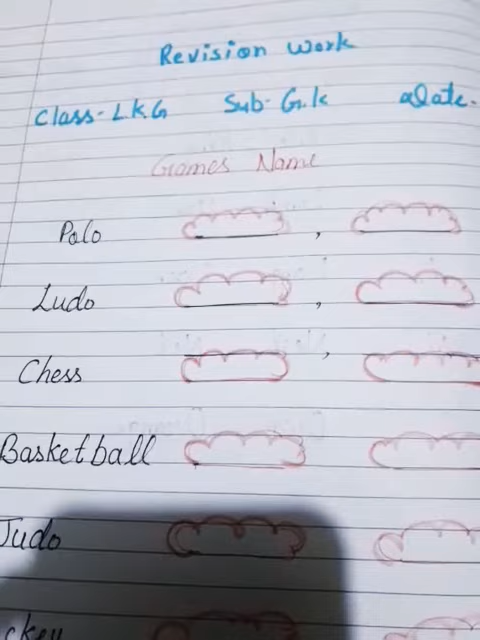 Revision Work
Class-LKG Sub-G.k Date.
Games Name
Polo , 
Ludo , 
Chess , 
Basketball
Judo